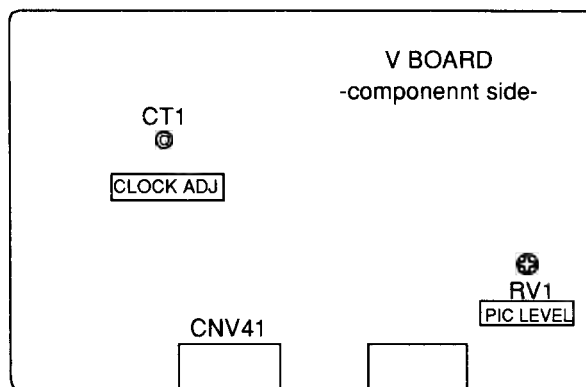 V BOARD
-componennt side-
CT1
CLOCK ADJ
RV1
PIC LEVEL
CNV41